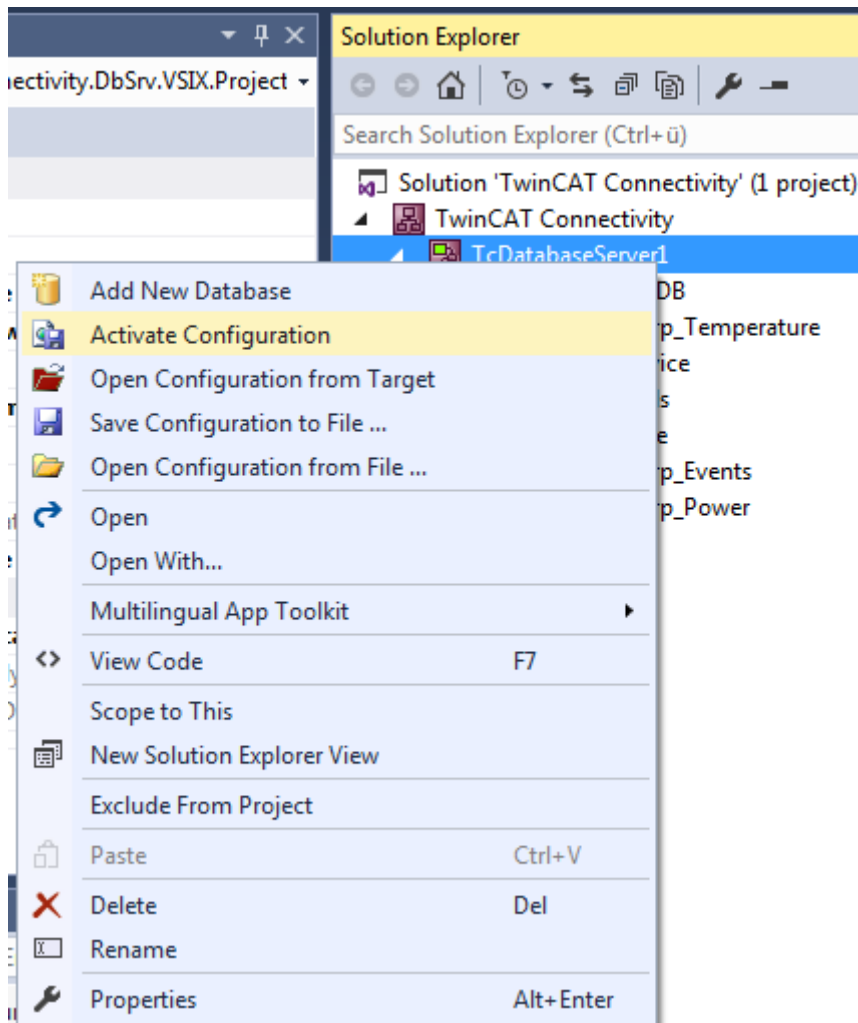 Solution Explorer
ectivity.DbSrv.VSIX.Project
Search Solution Explorer (Ctrl+ü)
Solution 'TwinCAT Connectivity' (1 project)
TwinCAT Connectivity
TcDatabaseServer1
Add New Database
DB
Activate Configuration
rp_Temperature
ice
Open Configuration from Target
s
Save Configuration to File ...
e
Open Configuration from File ...
rp_Events
Open
rp_Power
Open With...
Multilingual App Toolkit
View Code F7
Scope to This
New Solution Explorer View
Exclude From Project
Paste Ctrl+V
Delete Del
Rename
Properties Alt+Enter